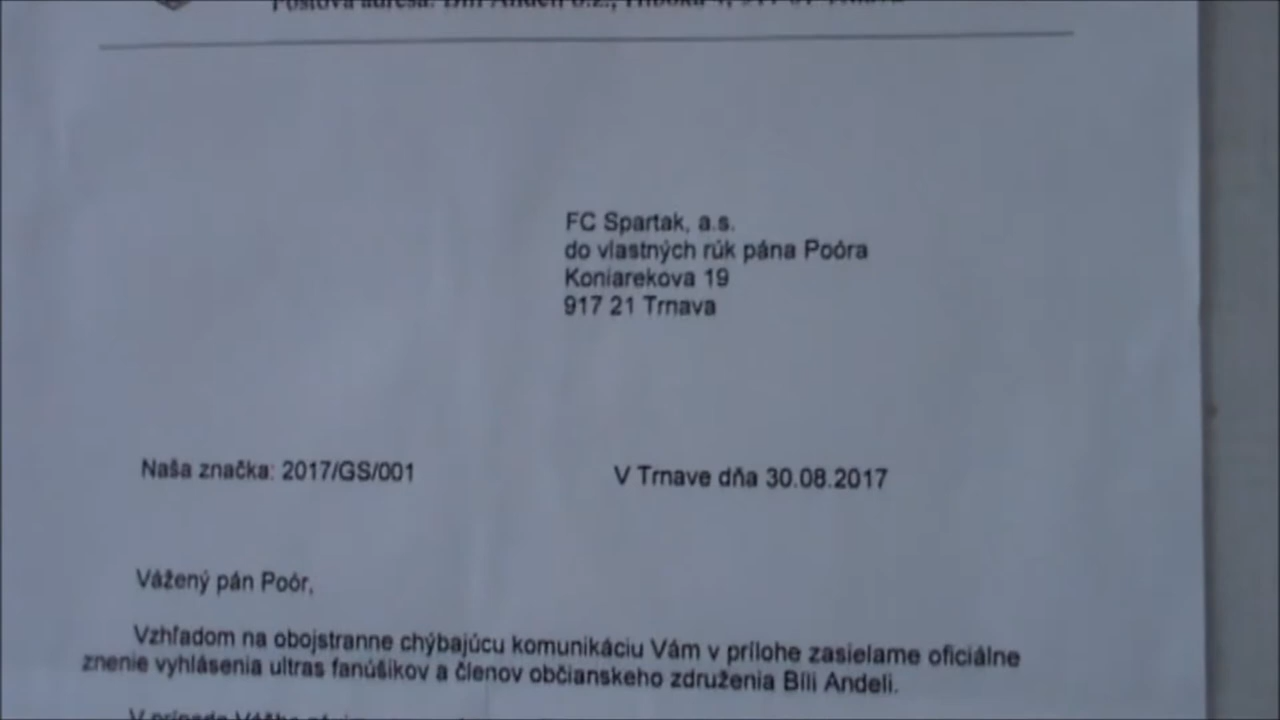 FC Spartak, a.s.
do vlastných rúk pána Poóra
Koniarekova 19
917 21 Trnava
Naša značka: 2017/GS/001
V Trnave dňa 30.08.2017
Vážený pán Poór,
Vzhľadom na obojstranne chýbajúcu komunikáciu Vám v prílohe zasielame oficiálne
znenie vyhlásenia ultras fanúšikov a členov občianskeho združenia Bíli Andeli.